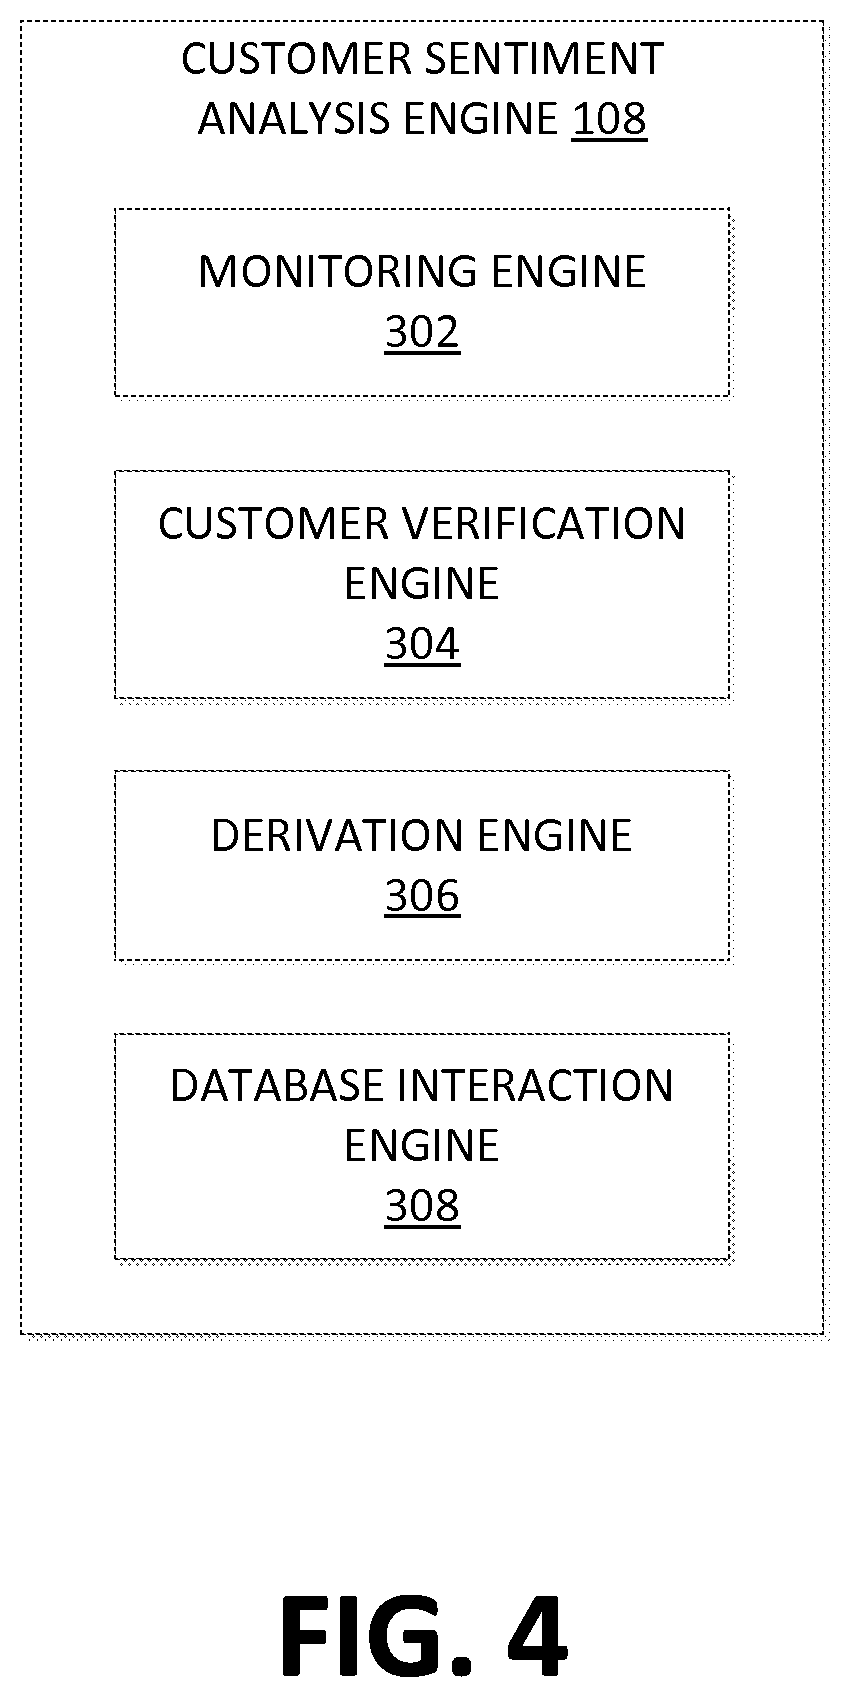 CUSTOMER SENTIMENT
ANALYSIS ENGINE 108
MONITORING ENGINE
302
CUSTOMER VERIFICATION
ENGINE
304
DERIVATION ENGINE
306
DATABASE INTERACTION
ENGINE
308
FIG. 4